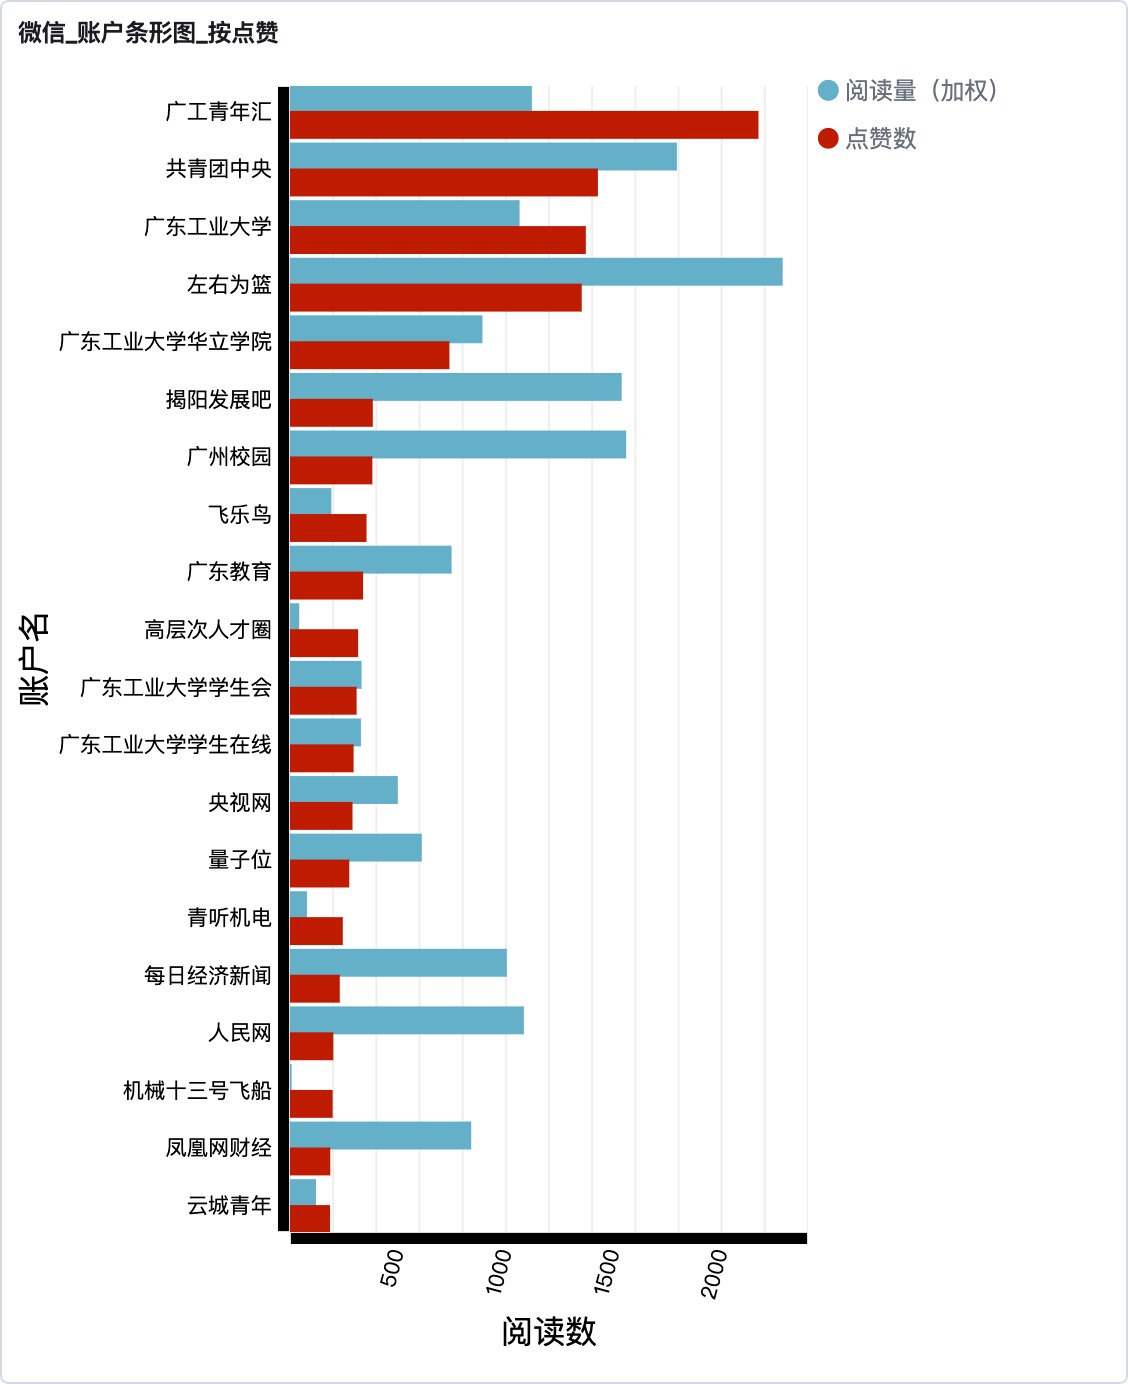 微信_账户条形图_按点赞
阅读量（加权）
点赞数
广工青年汇
共青团中央
广东工业大学
左右为篮
广东工业大学华立学院
揭阳发展吧
广州校园
飞乐鸟
广东教育
高层次人才圈
广东工业大学学生会
广东工业大学学生在线
央视网
量子位
青听机电
每日经济新闻
人民网
机械十三号飞船
凤凰网财经
云城青年
账户名
500
1000
1500
2000
阅读数